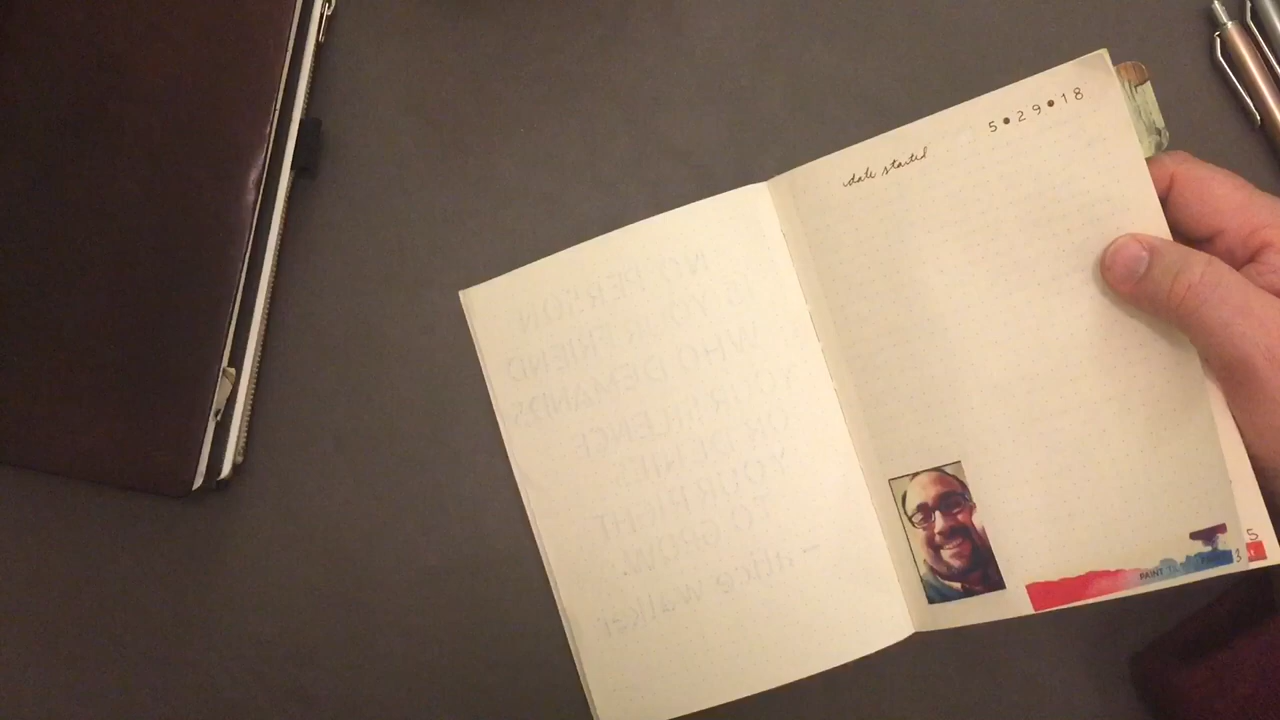 NO PERSON
IS YOUR FRIEND
WHO DEMANDS
YOUR SILENCE
OR DENIES
YOUR RIGHT
TO GROW.
- alice walker
5•29•18
date started
PAINT
3
5